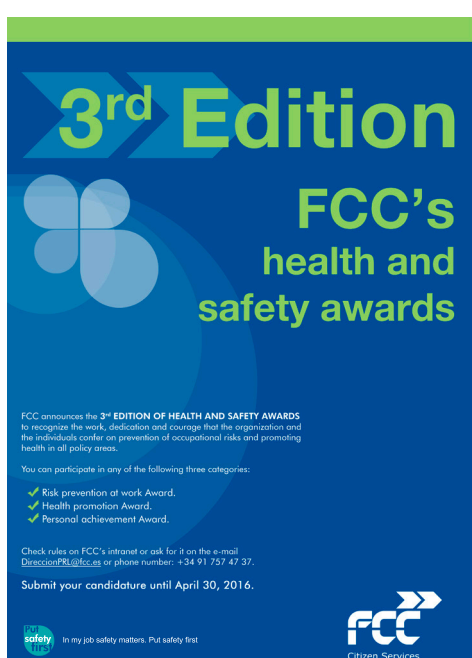 3rd Edition
FCC's
health and
safety awards
FCC announces the 3rd EDITION OF HEALTH AND SAFETY AWARDS
to recognize the work, dedication and courage that the organization and
the individuals confer on prevention of occupational risks and promoting
health in all policy areas.
You can participate in any of the following three categories:
Risk prevention at work Award.
Health promotion Award.
Personal achievement Award.
Check rules on FCC's intranet or ask for it on the e-mail
DireccionPRL@fcc.es or phone number: +34 91 757 47 37.
Submit your candidature until April 30, 2016.
Put
safety
first
In my job safety matters. Put safety first
FCC
Citizen Services